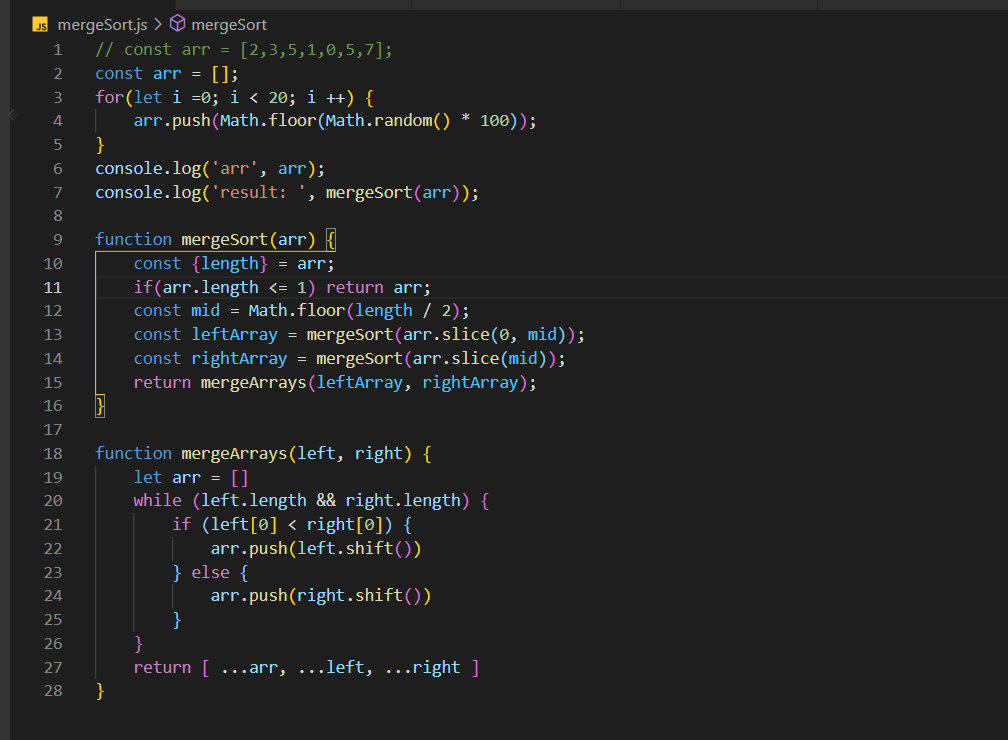 JS mergeSort.js > mergeSort
1 // const arr = [2,3,5,1,0,5,7];
2 const arr = [];
3 for(let i =0; i < 20; i ++) {
4     arr.push(Math.floor(Math.random() * 100));
5 }
6 console.log('arr', arr);
7 console.log('result: ', mergeSort(arr));
8
9 function mergeSort(arr) {
10     const {length} = arr;
11     if(arr.length <= 1) return arr;
12     const mid = Math.floor(length / 2);
13     const leftArray = mergeSort(arr.slice(0, mid));
14     const rightArray = mergeSort(arr.slice(mid));
15     return mergeArrays(leftArray, rightArray);
16 }
17
18 function mergeArrays(left, right) {
19     let arr = []
20     while (left.length && right.length) {
21         if (left[0] < right[0]) {
22             arr.push(left.shift())
23         } else {
24             arr.push(right.shift())
25         }
26     }
27     return [ ...arr, ...left, ...right ]
28 }